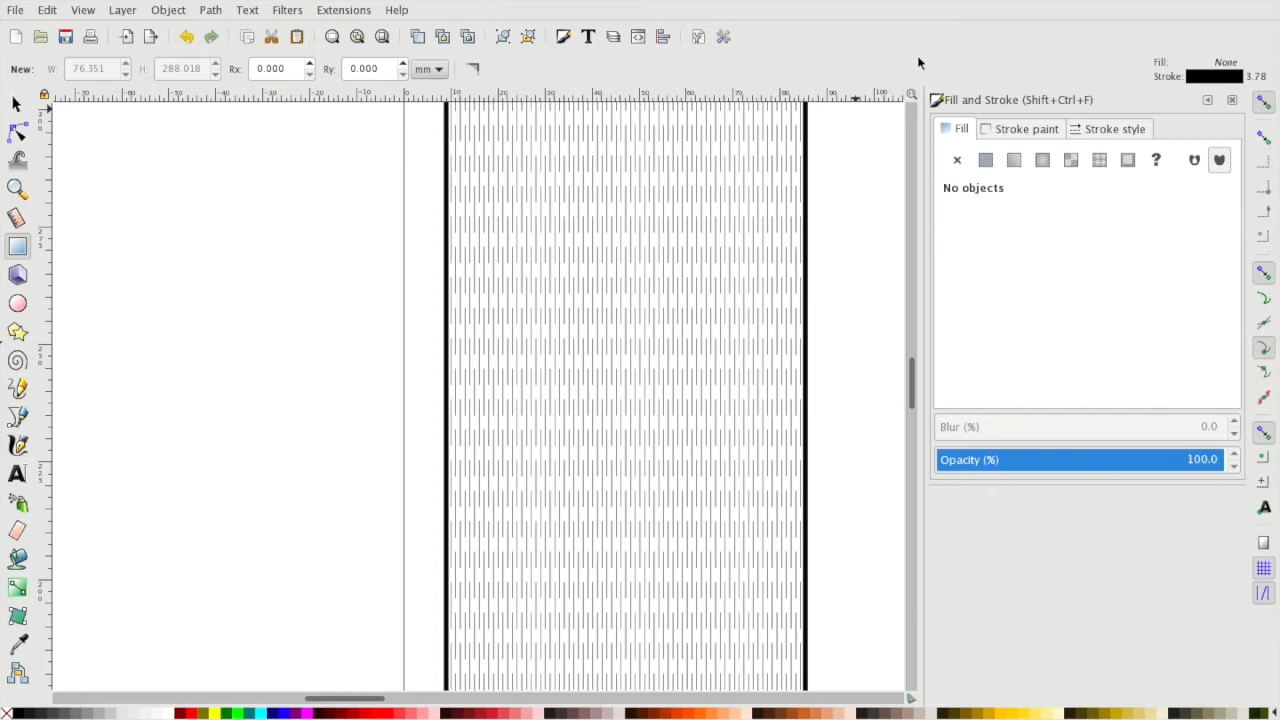 File Edit View Layer Object Path Text Filters Extensions Help
New: W: 76.351 H: 288.018 Rx: 0.000 Ry: 0.000 mm
Fill: None
Stroke: 3.78
Fill and Stroke (Shift+Ctrl+F)
Fill Stroke paint Stroke style
No objects
Blur (%) 0.0
Opacity (%) 100.0